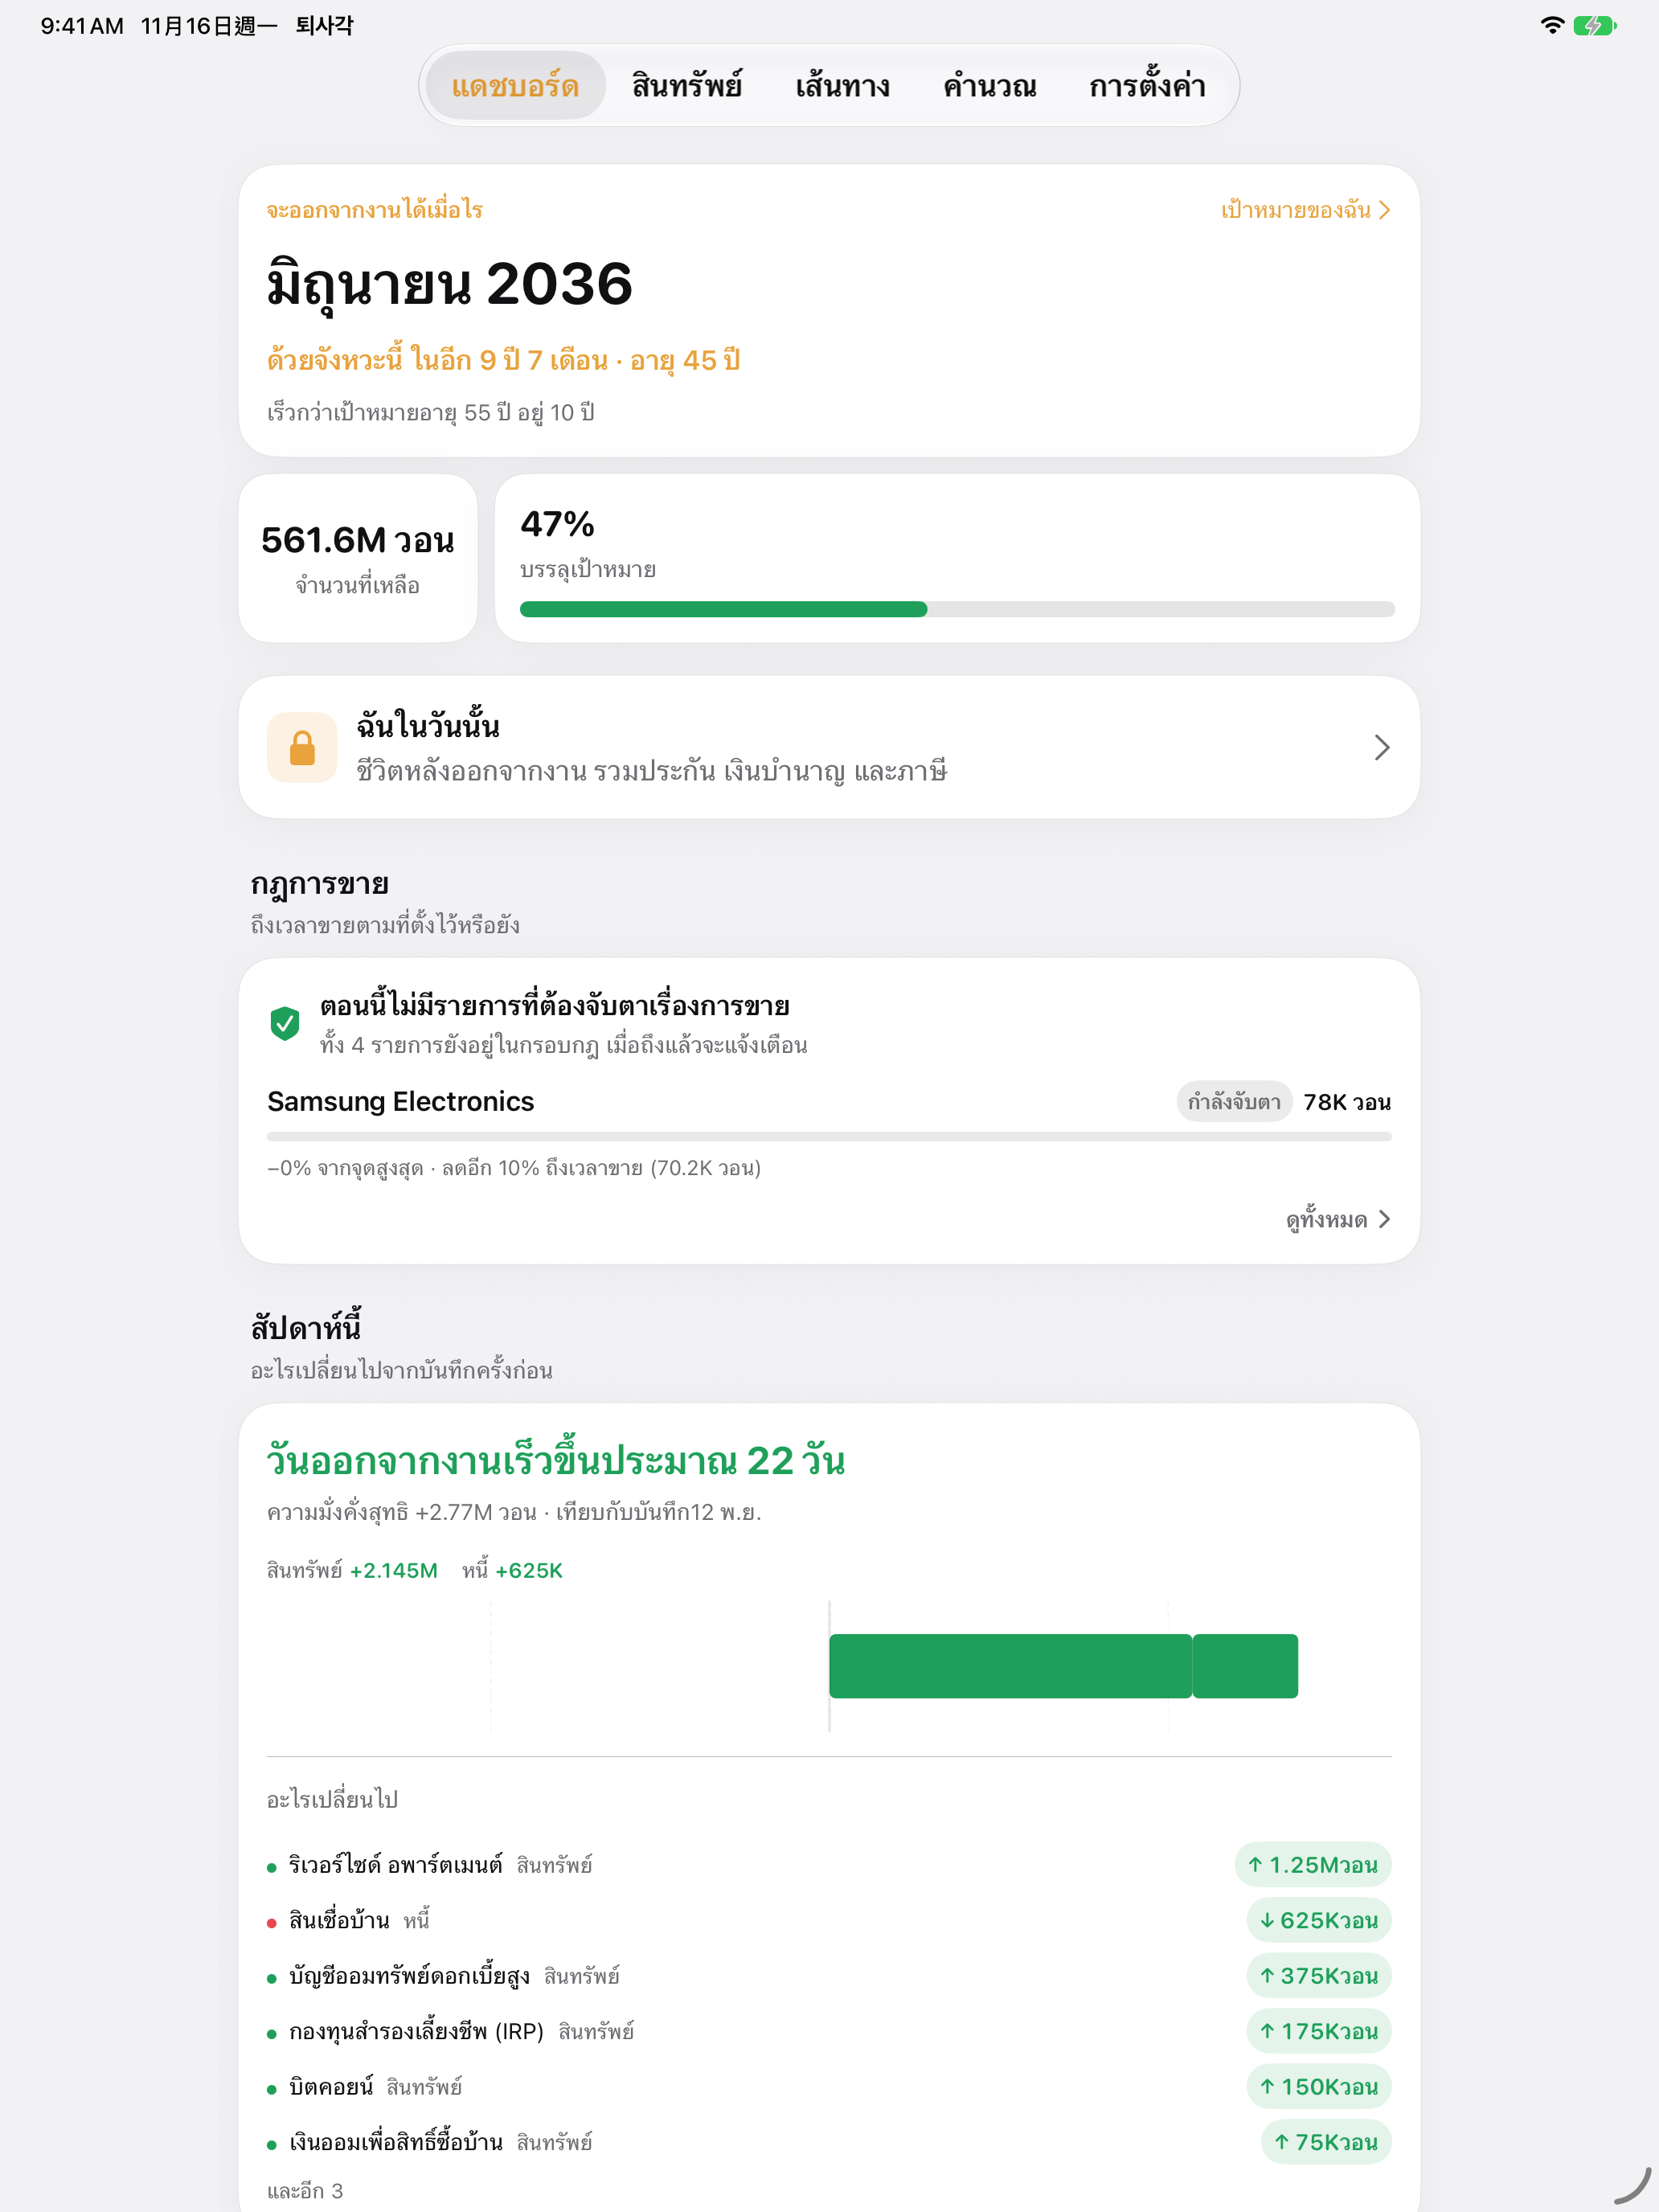 9:41 AM 11月16日週一 퇴사각
แดชบอร์ด สินทรัพย์ เส้นทาง คำนวณ การตั้งค่า
จะออกจากงานได้เมื่อไร เป้าหมายของฉัน
มิถุนายน 2036
ด้วยจังหวะนี้ ในอีก 9 ปี 7 เดือน · อายุ 45 ปี
เร็วกว่าเป้าหมายอายุ 55 ปี อยู่ 10 ปี
561.6M วอน
จำนวนที่เหลือ
47%
บรรลุเป้าหมาย
ฉันในวันนั้น
ชีวิตหลังออกจากงาน รวมประกัน เงินบำนาญ และภาษี
กฎการขาย
ถึงเวลาขายตามที่ตั้งไว้หรือยัง
ตอนนี้ไม่มีรายการที่ต้องจับตาเรื่องการขาย
ทั้ง 4 รายการยังอยู่ในกรอบกฎ เมื่อถึงแล้วจะแจ้งเตือน
Samsung Electronics กำลังจับตา 78K วอน
−0% จากจุดสูงสุด · ลดอีก 10% ถึงเวลาขาย (70.2K วอน)
ดูทั้งหมด
สัปดาห์นี้
อะไรเปลี่ยนไปจากบันทึกครั้งก่อน
วันออกจากงานเร็วขึ้นประมาณ 22 วัน
ความมั่งคั่งสุทธิ +2.77M วอน · เทียบกับบันทึก12 พ.ย.
สินทรัพย์ +2.145M หนี้ +625K
อะไรเปลี่ยนไป
ริเวอร์ไซด์ อพาร์ตเมนต์ สินทรัพย์ ↑ 1.25Mวอน
สินเชื่อบ้าน หนี้ ↓ 625Kวอน
บัญชีออมทรัพย์ดอกเบี้ยสูง สินทรัพย์ ↑ 375Kวอน
กองทุนสำรองเลี้ยงชีพ (IRP) สินทรัพย์ ↑ 175Kวอน
บิตคอยน์ สินทรัพย์ ↑ 150Kวอน
เงินออมเพื่อสิทธิ์ซื้อบ้าน สินทรัพย์ ↑ 75Kวอน
และอีก 3